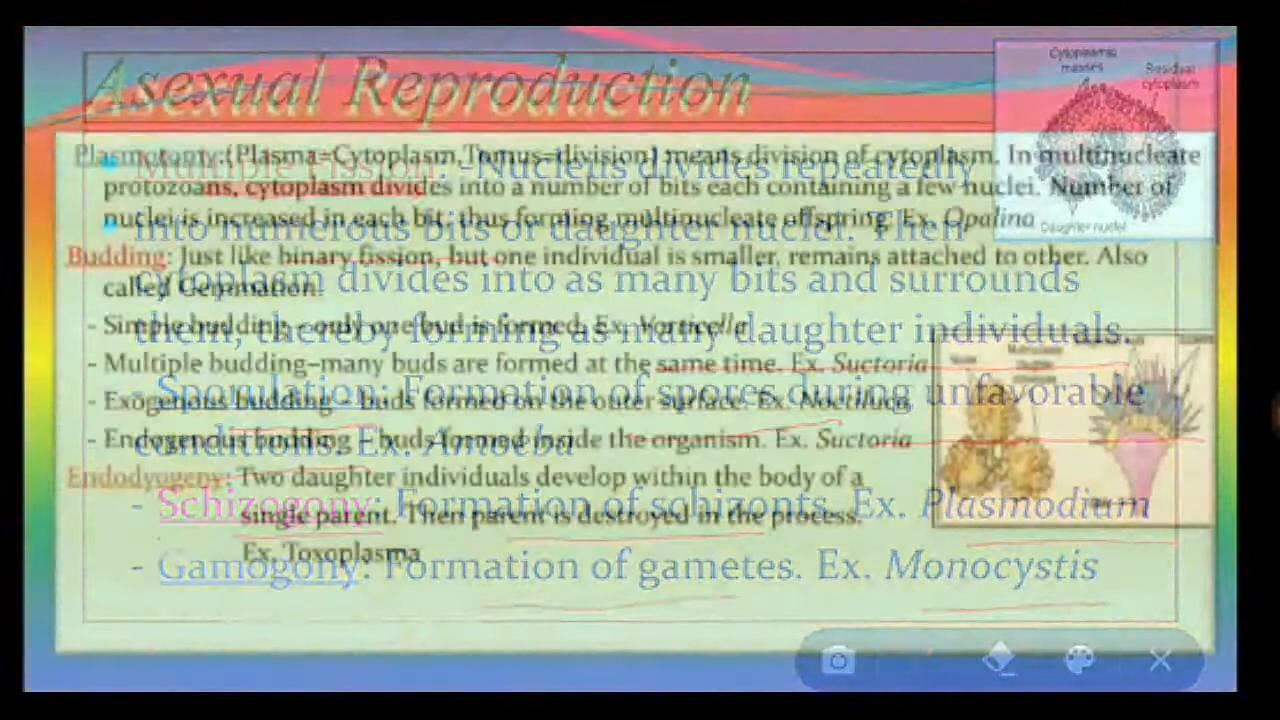 Asexual Reproduction
Cytoplasmic
masses
Residual
cytoplasm
Daughter nuclei
Plasmotomy:(Plasma=Cytoplasm,Tomus=division) means division of cytoplasm. In multinucleate
protozoans, cytoplasm divides into a number of bits each containing a few nuclei. Number of
nuclei is increased in each bit, thus forming multinucleate offspring. Ex. Opalina
Budding: Just like binary fission, but one individual is smaller, remains attached to other. Also
called Gemmation.
- Simple budding – only one bud is formed. Ex. Vorticella
- Multiple budding–many buds are formed at the same time. Ex. Suctoria
- Exogenous budding – buds formed on the outer surface. Ex. Noctiluca
- Endogenous budding – buds formed inside the organism. Ex. Suctoria
Endodyogeny: Two daughter individuals develop within the body of a
single parent. Then parent is destroyed in the process.
Ex. Toxoplasma
Multiple Fission: -Nucleus divides repeatedly
into numerous bits or daughter nuclei. Then
cytoplasm divides into as many bits and surrounds
them, thereby forming as many daughter individuals.
- Sporulation: Formation of spores during unfavorable
conditions. Ex. Amoeba
- Schizogony: Formation of schizonts. Ex. Plasmodium
- Gamogony: Formation of gametes. Ex. Monocystis